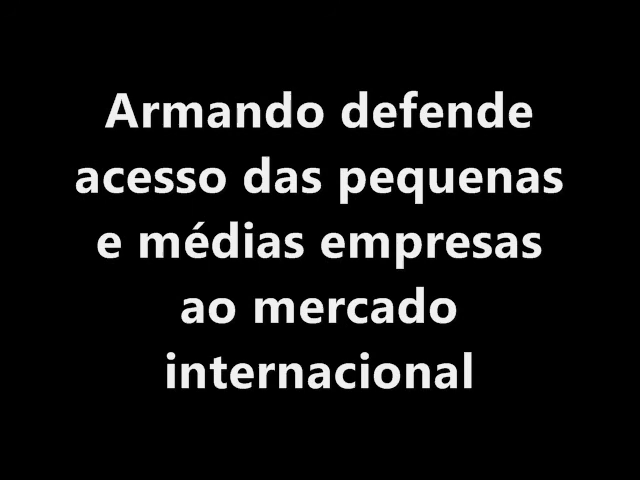 Armando defende
acesso das pequenas
e médias empresas
ao mercado
internacional